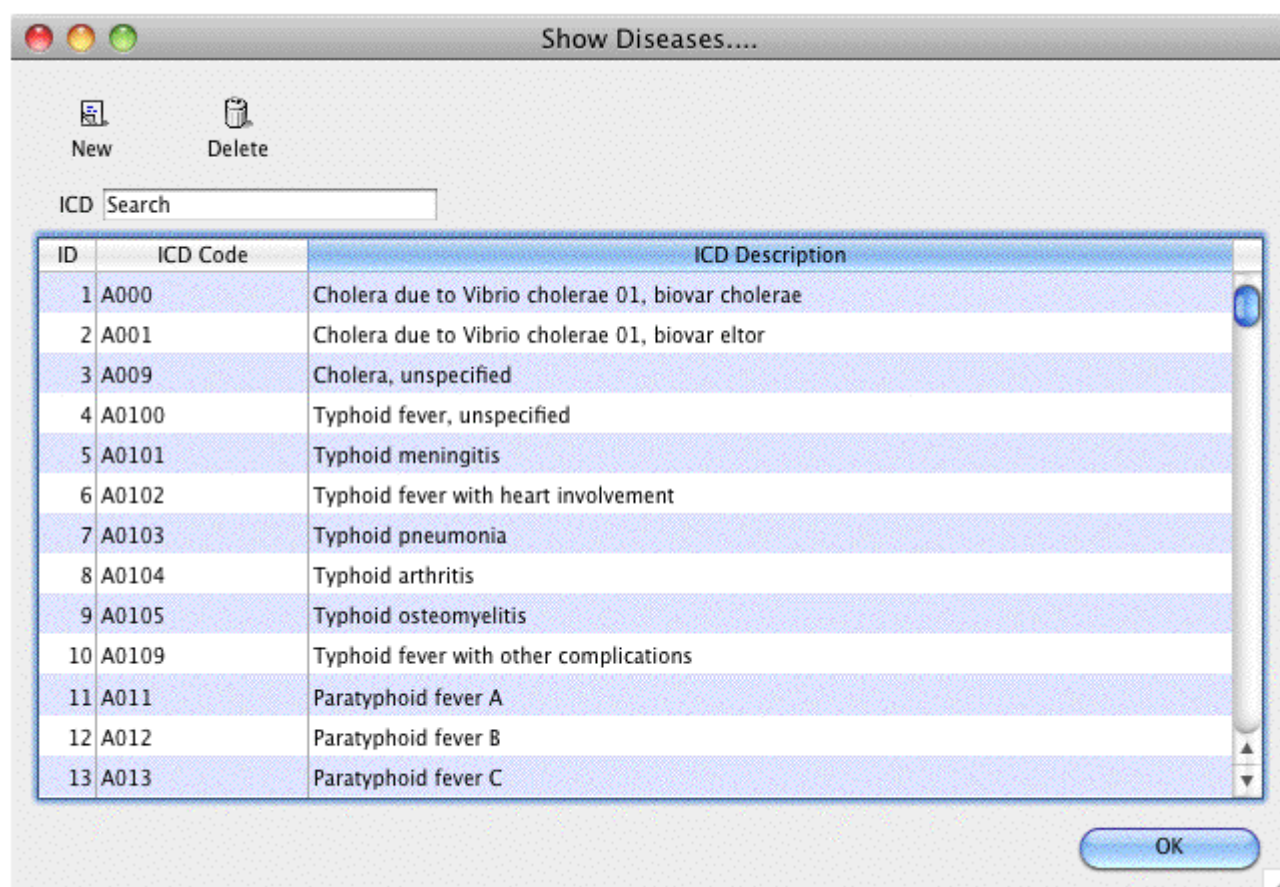 Show Diseases....
New Delete
ICD Search
ID ICD Code ICD Description
1 A000 Cholera due to Vibrio cholerae 01, biovar cholerae
2 A001 Cholera due to Vibrio cholerae 01, biovar eltor
3 A009 Cholera, unspecified
4 A0100 Typhoid fever, unspecified
5 A0101 Typhoid meningitis
6 A0102 Typhoid fever with heart involvement
7 A0103 Typhoid pneumonia
8 A0104 Typhoid arthritis
9 A0105 Typhoid osteomyelitis
10 A0109 Typhoid fever with other complications
11 A011 Paratyphoid fever A
12 A012 Paratyphoid fever B
13 A013 Paratyphoid fever C
OK